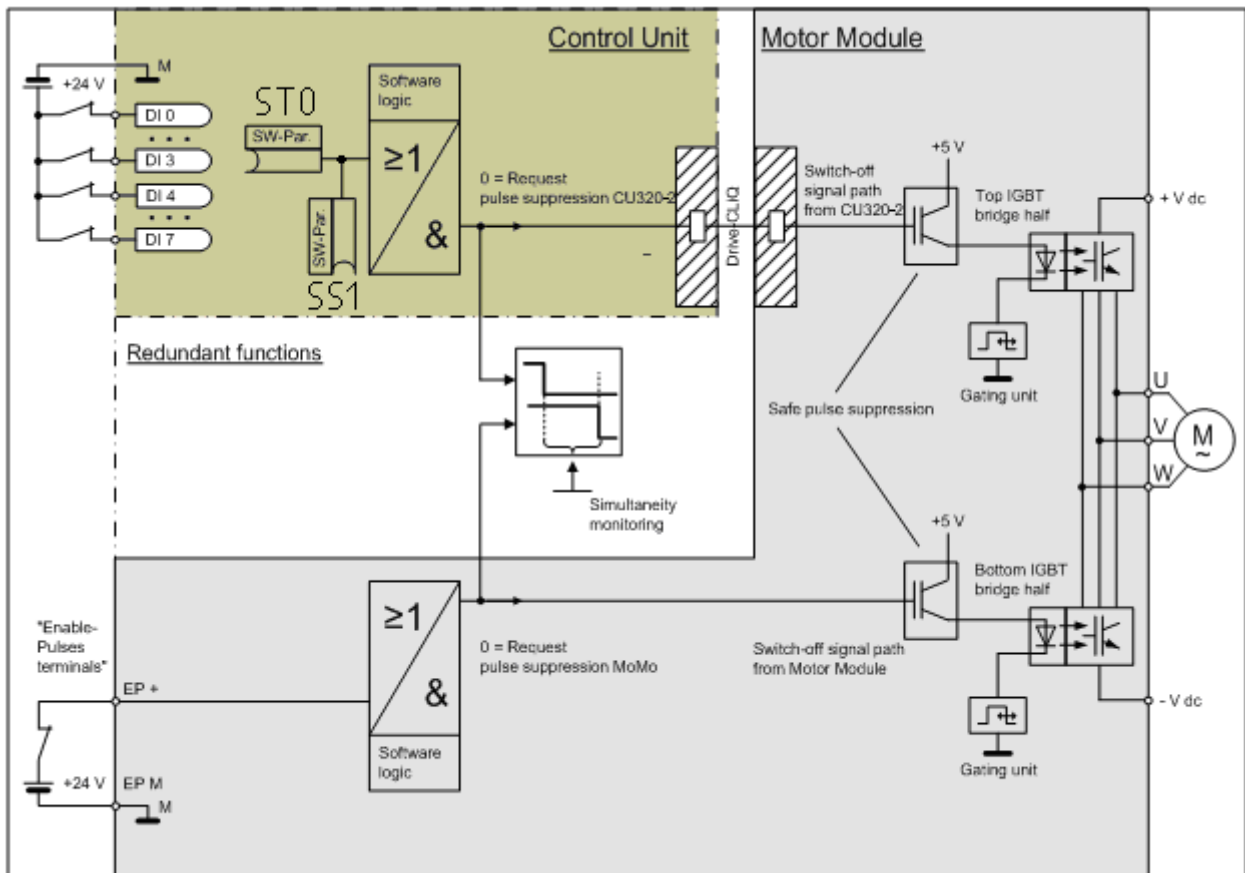 Control Unit
Motor Module
M
+24 V
DI 0
DI 3
DI 4
DI 7
ST0
SW-Par.
SW-Par.
SS1
Software
logic
≥1
&
0 = Request
pulse suppression CU320-2
–
Drive-CLIQ
Switch-off
signal path
from CU320-2
+5 V
Top IGBT
bridge half
+ V dc
Gating unit
Redundant functions
Safe pulse suppression
Simultaneity
monitoring
U
V
W
M
~
+5 V
Bottom IGBT
bridge half
"Enable-
Pulses
terminals"
≥1
&
0 = Request
pulse suppression MoMo
Switch-off signal path
from Motor Module
EP +
- V dc
Software
logic
Gating unit
+24 V
EP M
M